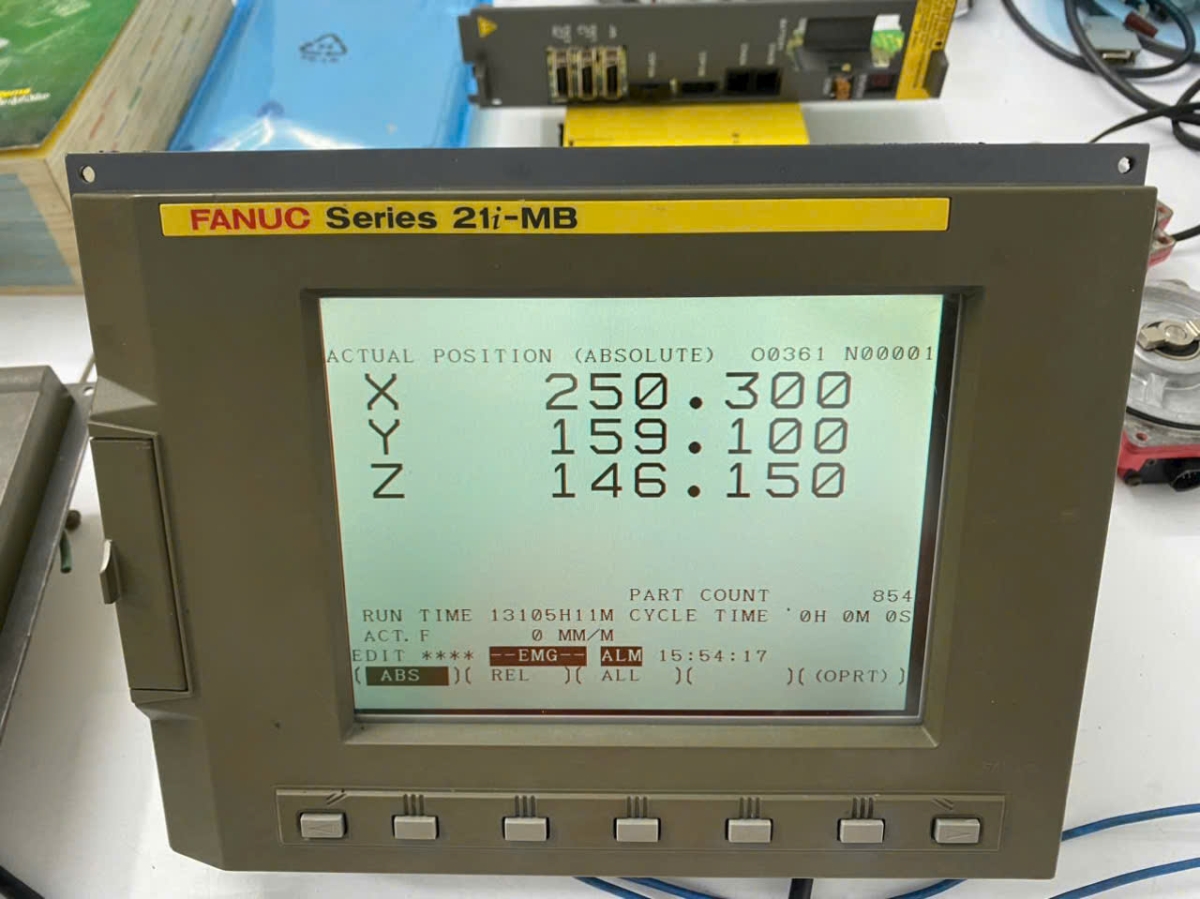 FANUC Series 21i-MB
ACTUAL POSITION (ABSOLUTE) O0361 N00001
X 250.300
Y 159.100
Z 146.150
PART COUNT 854
RUN TIME 13105H11M CYCLE TIME 0H 0M 0S
ACT.F 0 MM/M
EDIT **** --EMG-- ALM 15:54:17
( ABS )( REL )( ALL )( )( (OPRT) )